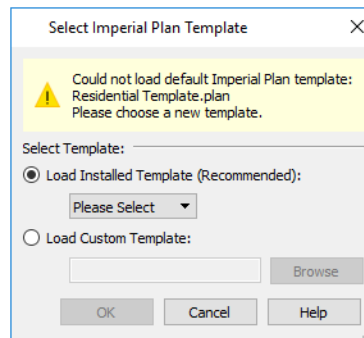 Select Imperial Plan Template
Could not load default Imperial Plan template:
Residential Template.plan
Please choose a new template.
Select Template:
Load Installed Template (Recommended):
Please Select
Load Custom Template:
Browse
OK Cancel Help